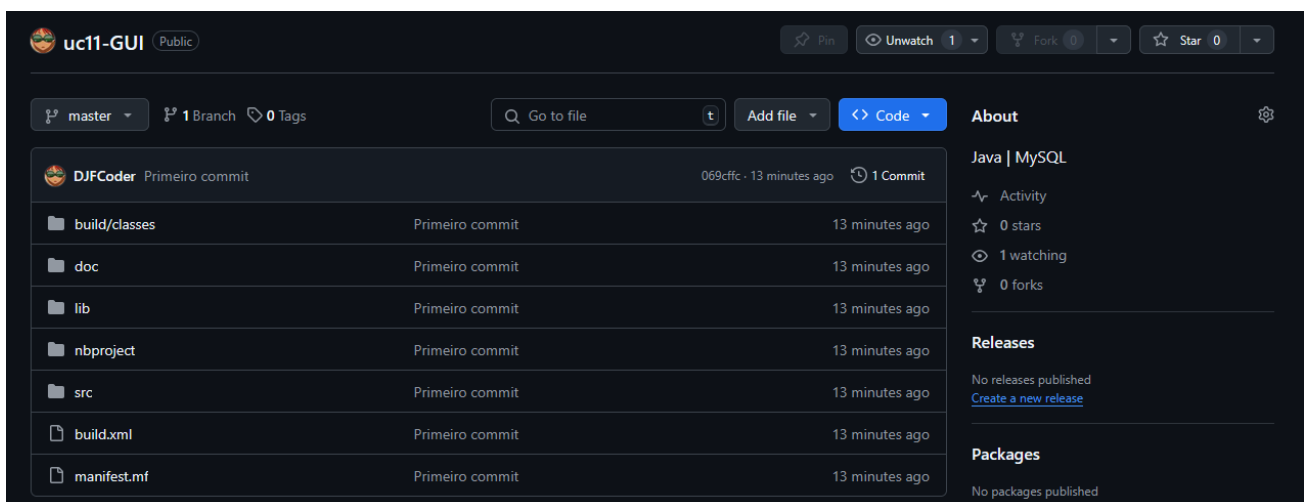 uc11-GUI Public Pin Unwatch 1 Fork 0 Star 0
master 1 Branch 0 Tags Go to file t Add file Code
DJFCoder Primeiro commit 069cffc · 13 minutes ago 1 Commit
build/classes Primeiro commit 13 minutes ago
doc Primeiro commit 13 minutes ago
lib Primeiro commit 13 minutes ago
nbproject Primeiro commit 13 minutes ago
src Primeiro commit 13 minutes ago
build.xml Primeiro commit 13 minutes ago
manifest.mf Primeiro commit 13 minutes ago
About
Java | MySQL
Activity
0 stars
1 watching
0 forks
Releases
No releases published
Create a new release
Packages
No packages published